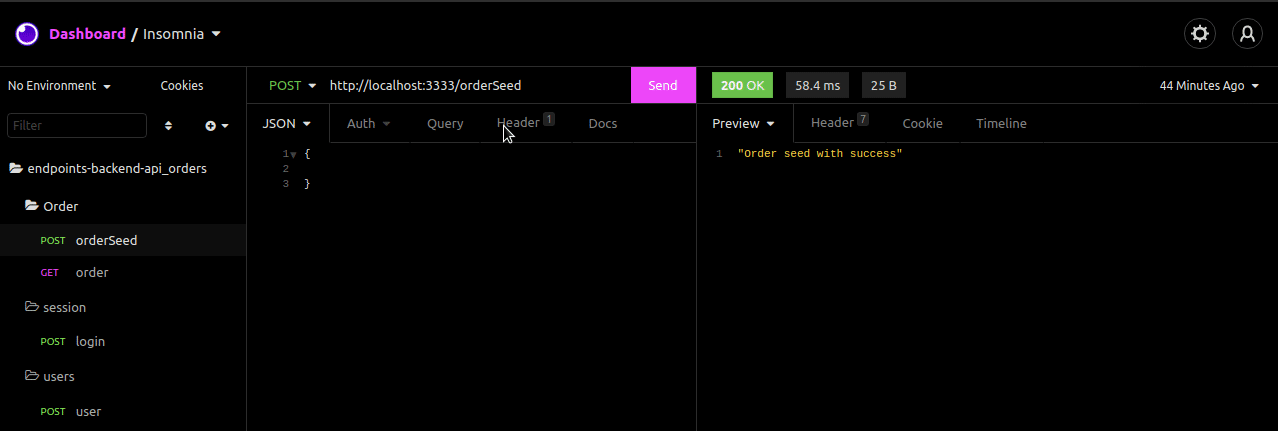 Dashboard / Insomnia
No Environment Cookies
POST http://localhost:3333/orderSeed Send
200 OK 58.4 ms 25 B 44 Minutes Ago
Filter
JSON Auth Query Header 1 Docs
Preview Header 7 Cookie Timeline
1 {
2
3 }
1 "Order seed with success"
endpoints-backend-api_orders
Order
POST orderSeed
GET order
session
POST login
users
POST user